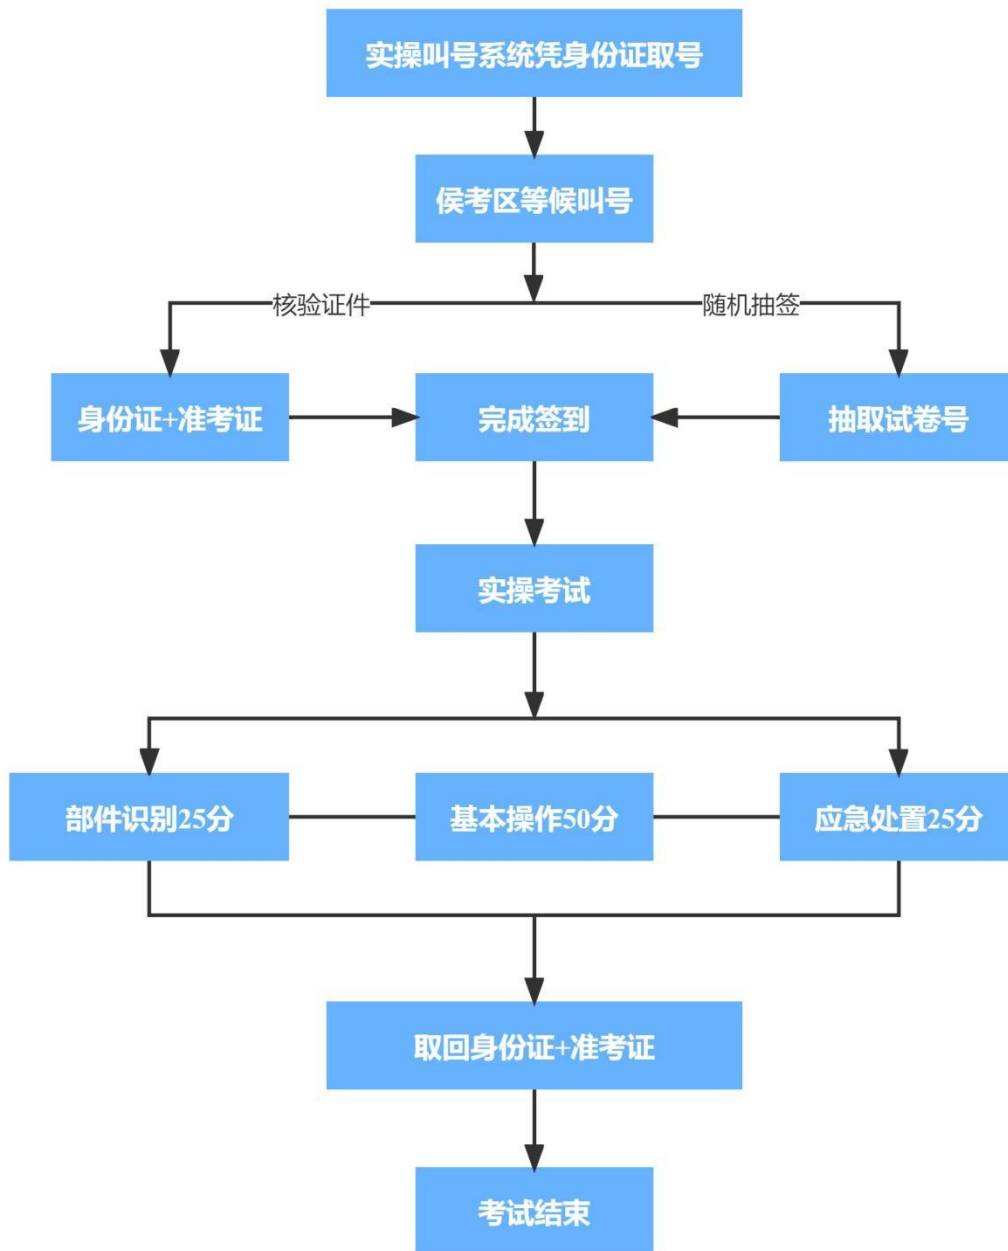 实操叫号系统凭身份证取号
侯考区等候叫号
核验证件
随机抽签
身份证+准考证
完成签到
抽取试卷号
实操考试
部件识别25分
基本操作50分
应急处置25分
取回身份证+准考证
考试结束